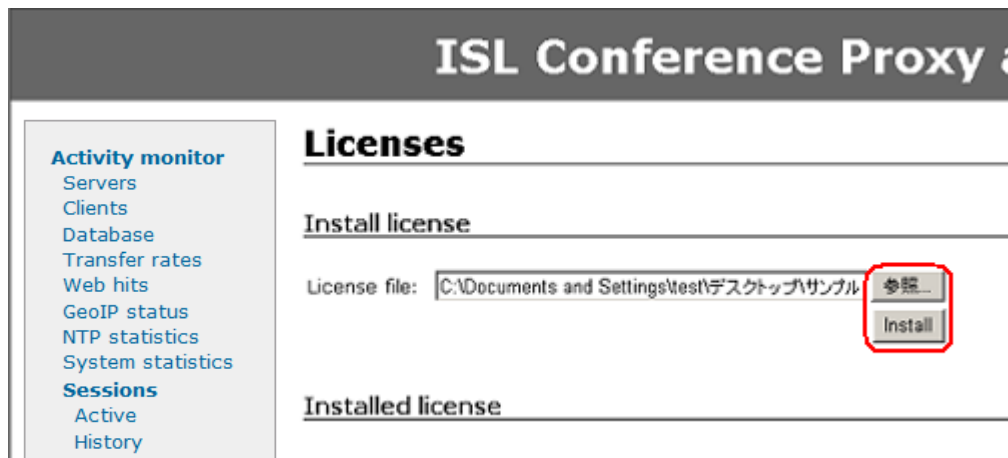 ISL Conference Proxy
Activity monitor
Servers
Clients
Database
Transfer rates
Web hits
GeoIP status
NTP statistics
System statistics
Sessions
Active
History
Licenses
Install license
License file: C:\Documents and Settings\test\デスクトップ\サンプル 参照...
Install
Installed license